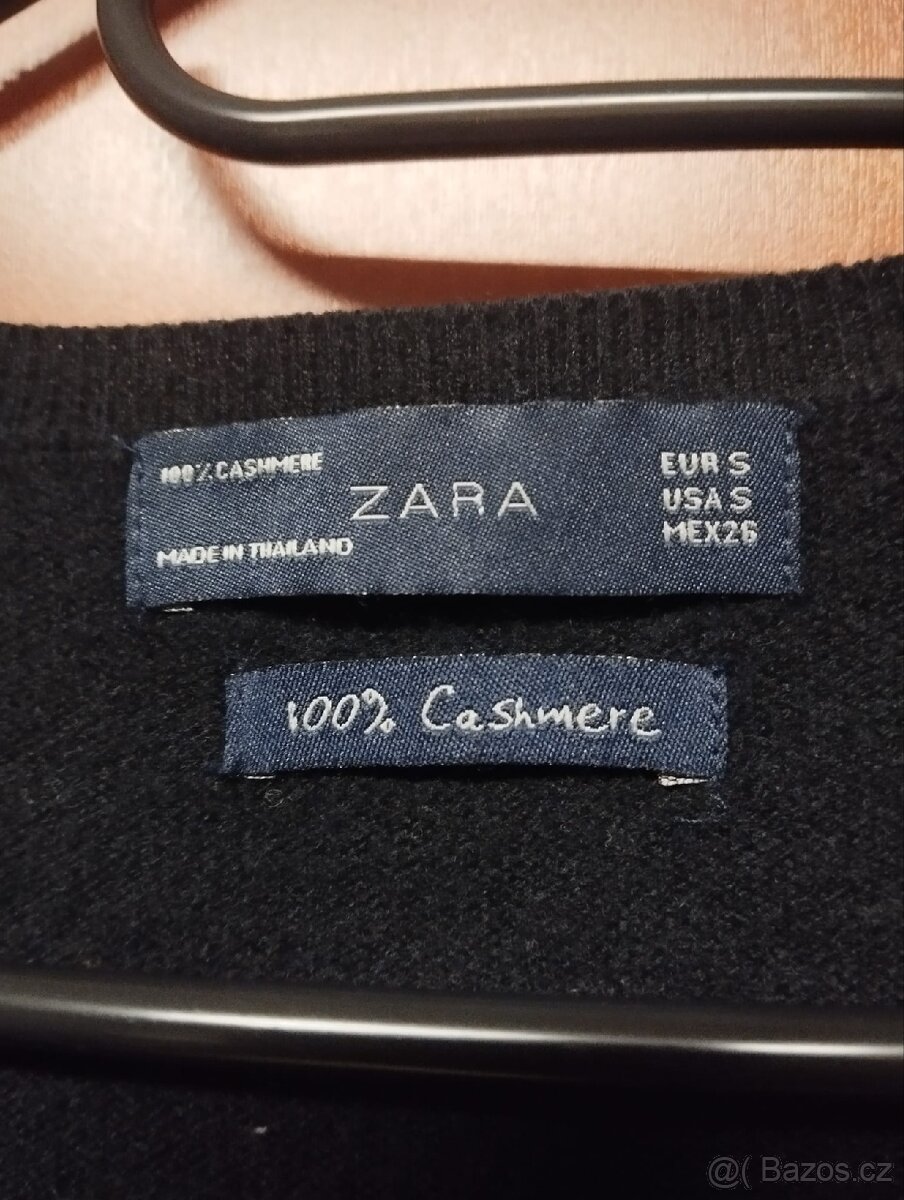 100% CASHMERE
ZARA
MADE IN THAILAND
EUR S
USA S
MEX 26
100% Cashmere
@( Bazos.cz